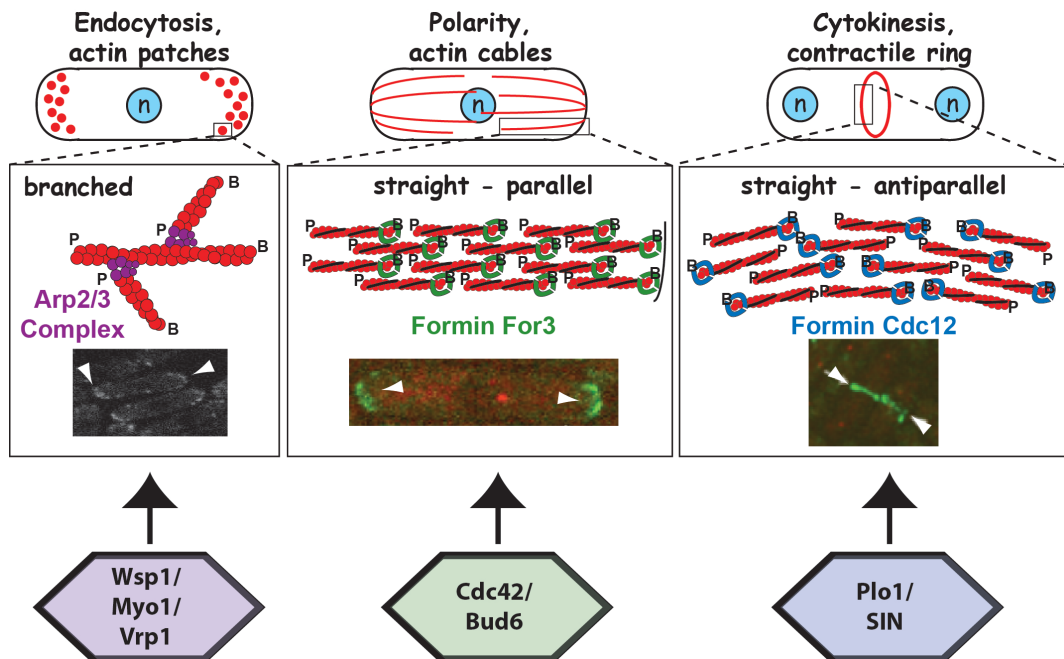 Endocytosis,
actin patches
Polarity,
actin cables
Cytokinesis,
contractile ring
n
n
n
n
branched
B
P
P
B
B
Arp2/3
Complex
straight - parallel
P
B
B
B
P
B
B
B
P
B
B
B
P
B
B
B
Formin For3
straight - antiparallel
B
P
B
B
P
B
P
P
B
B
P
B
P
B
P
P
B
B
P
B
Formin Cdc12
Wsp1/
Myo1/
Vrp1
Cdc42/
Bud6
Plo1/
SIN